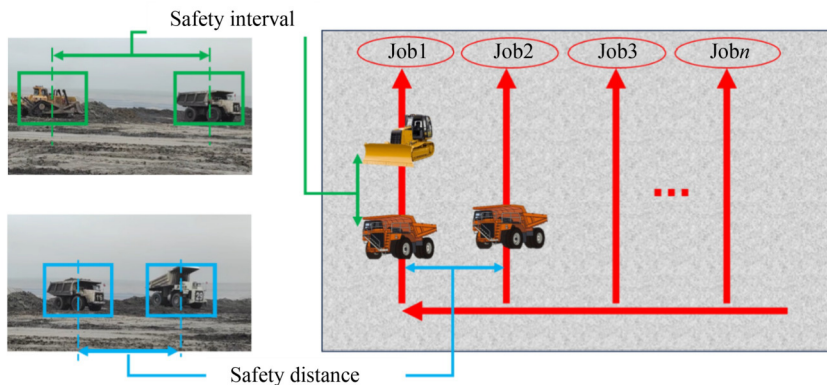 Safety interval
Job1
Job2
Job3
Jobn
Safety distance